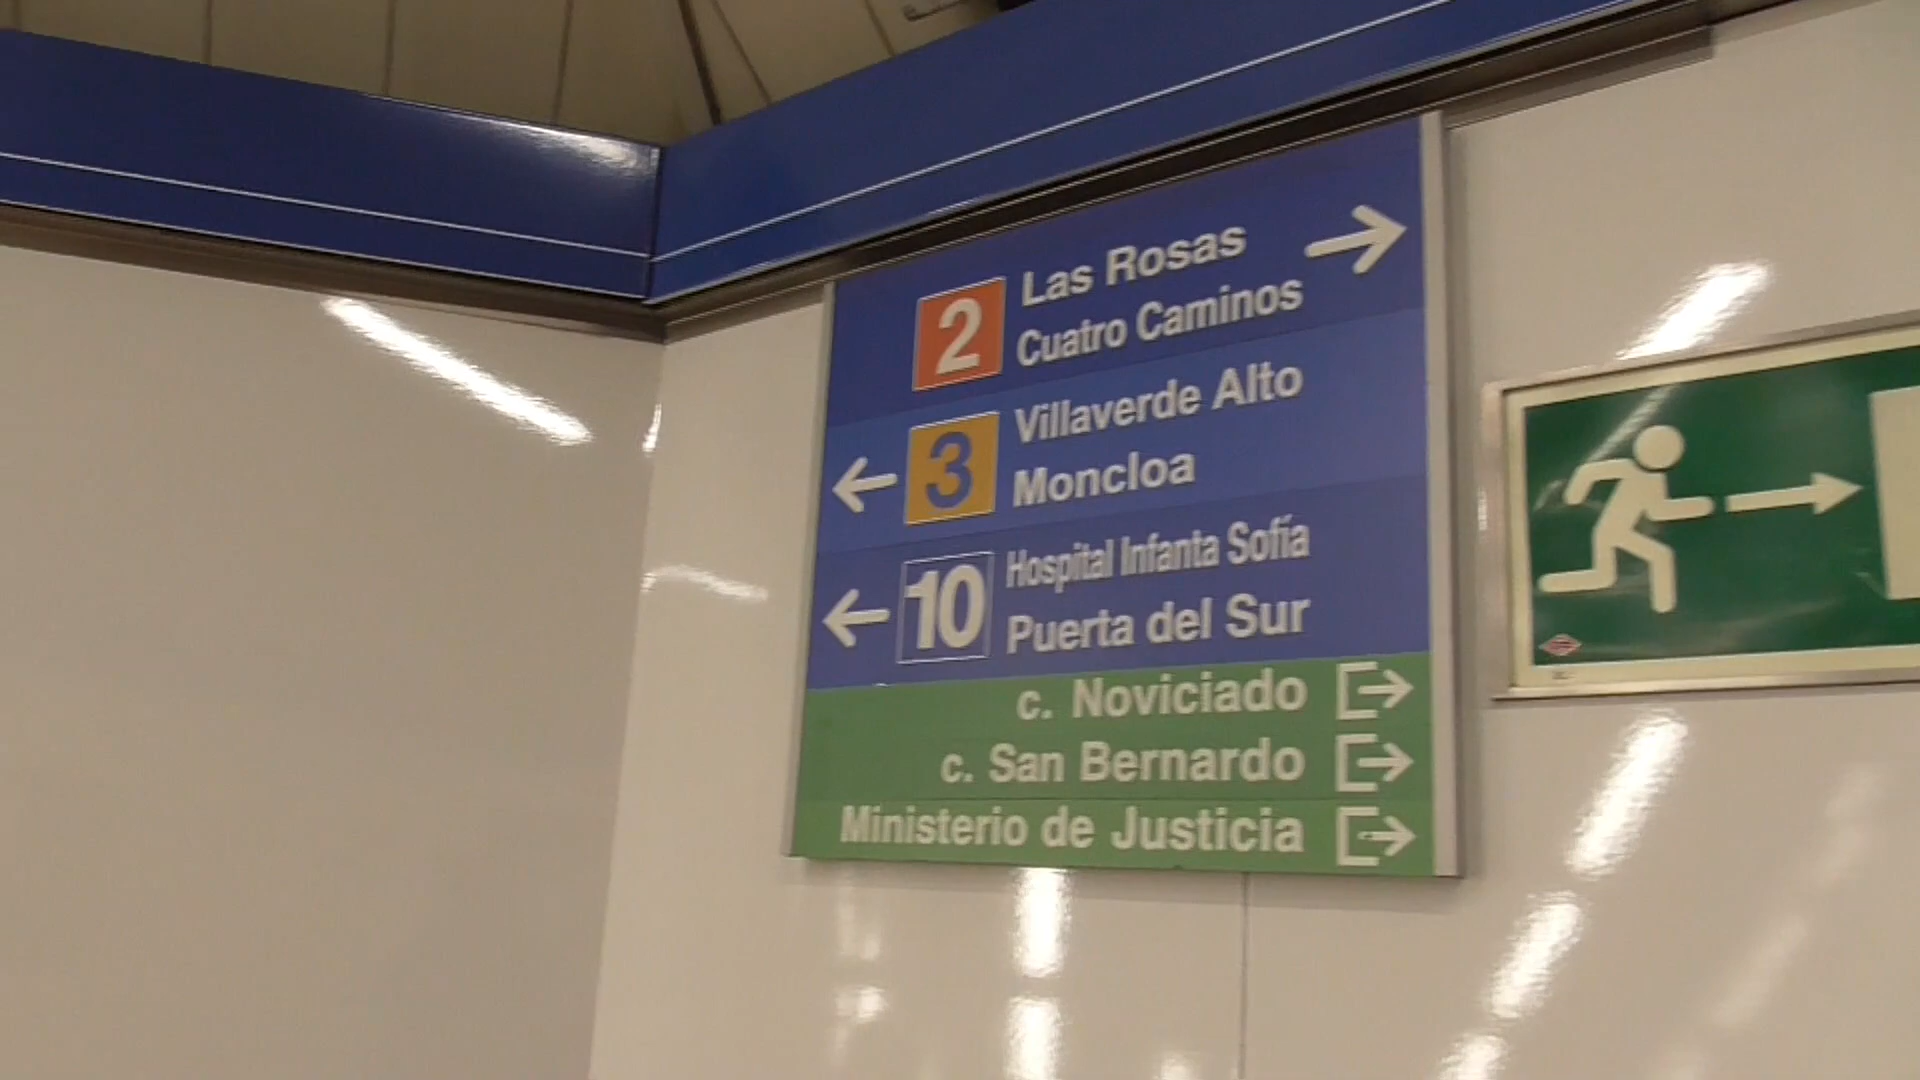 2 Las Rosas
Cuatro Caminos
3 Villaverde Alto
Moncloa
10 Hospital Infanta Sofía
Puerta del Sur
c. Noviciado
c. San Bernardo
Ministerio de Justicia